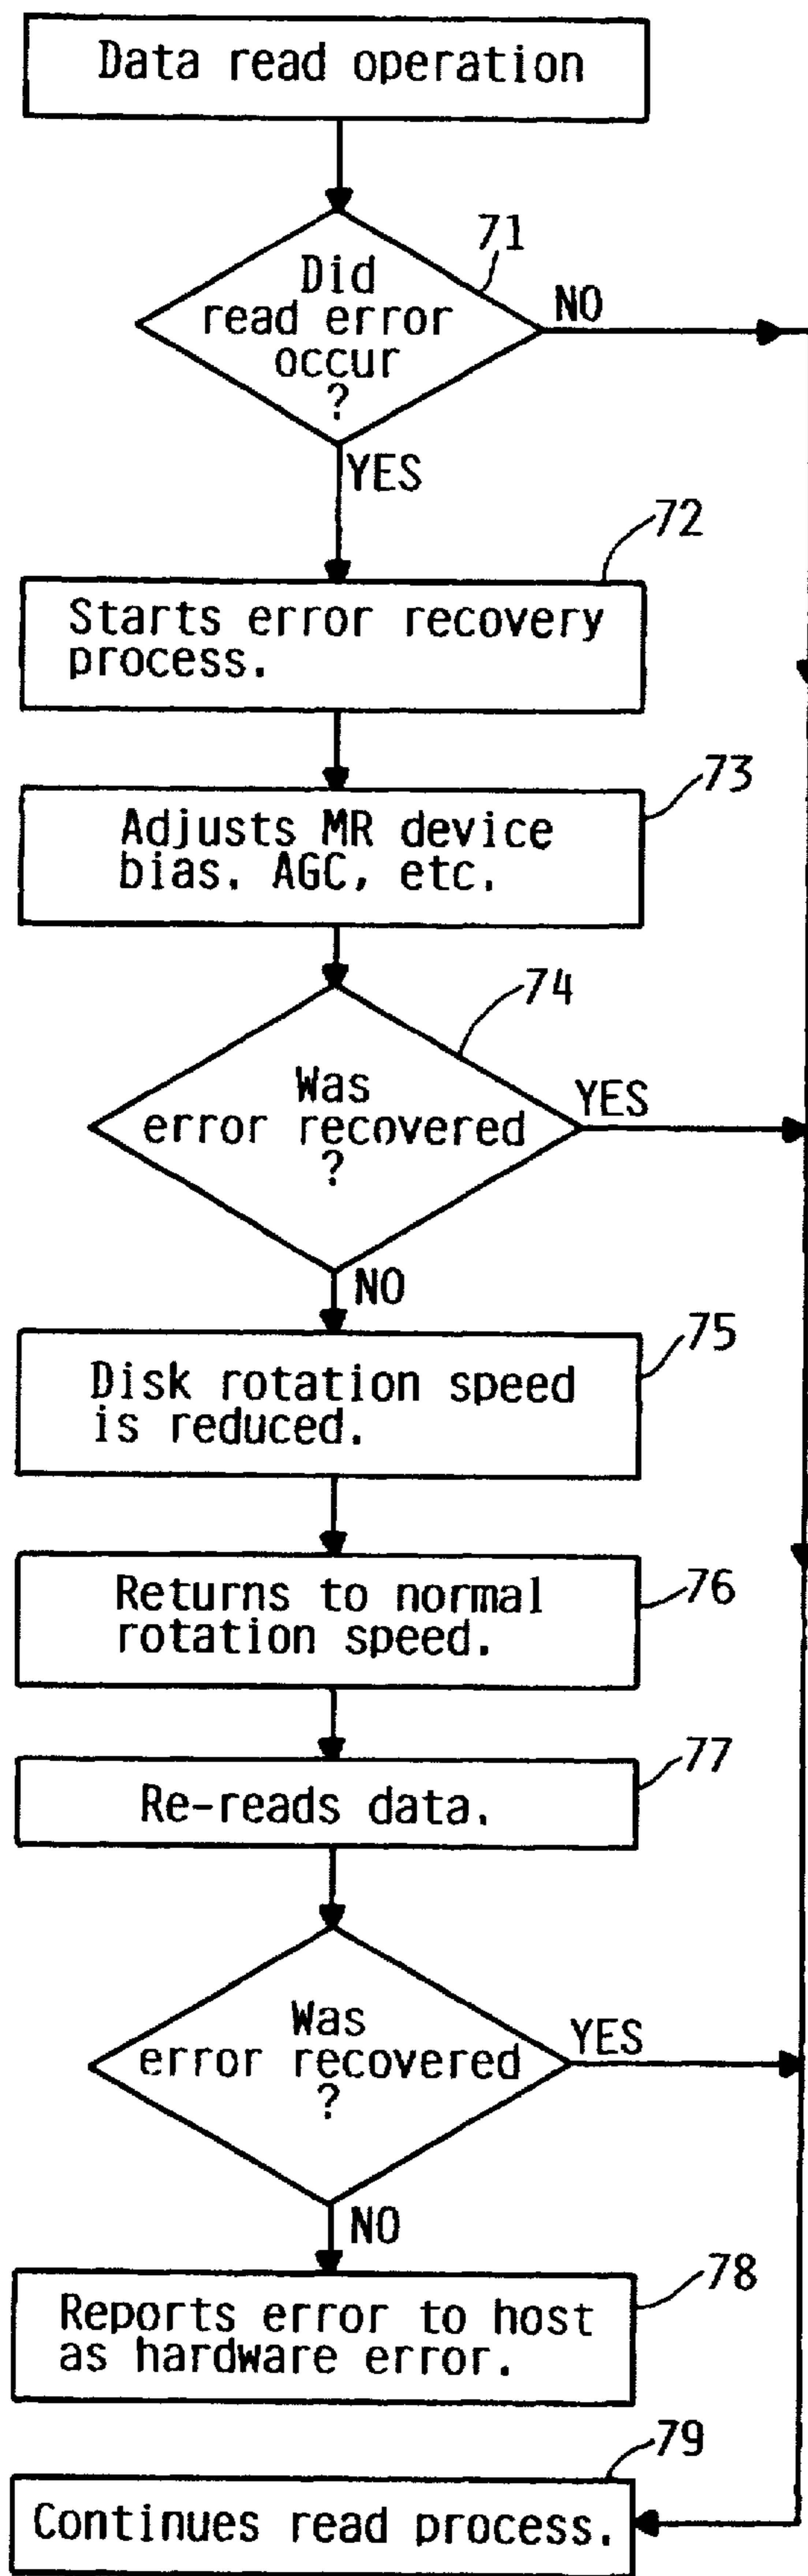 Data read operation
71
Did
read error
occur
?
NO
YES
72
Starts error recovery
process.
73
Adjusts MR device
bias. AGC, etc.
74
Was
error recovered
?
YES
NO
75
Disk rotation speed
is reduced.
76
Returns to normal
rotation speed.
77
Re-reads data.
Was
error recovered
?
YES
NO
78
Reports error to host
as hardware error.
79
Continues read process.